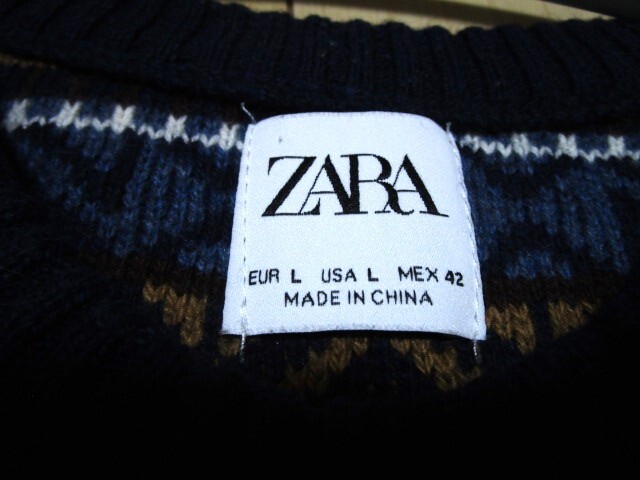 ZARA
EUR L USA L MEX 42
MADE IN CHINA